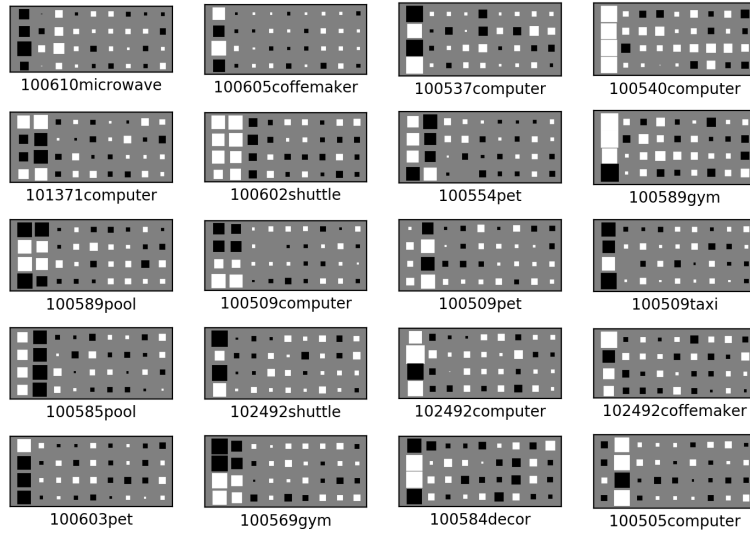 100610microwave 100605coffemaker 100537computer 100540computer
101371computer 100602shuttle 100554pet 100589gym
100589pool 100509computer 100509pet 100509taxi
100585pool 102492shuttle 102492computer 102492coffemaker
100603pet 100569gym 100584decor 100505computer